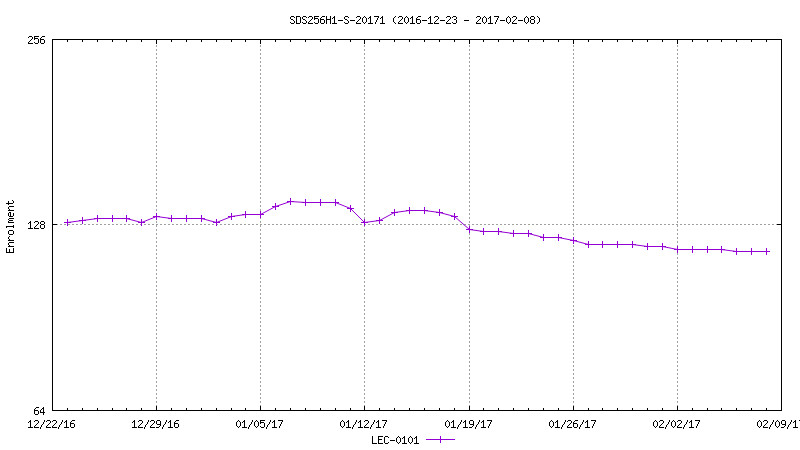 SDS256H1-S-20171 (2016-12-23 - 2017-02-08)
256
128
64
Enrolment
12/22/16 12/29/16 01/05/17 01/12/17 01/19/17 01/26/17 02/02/17 02/09/17
LEC-0101